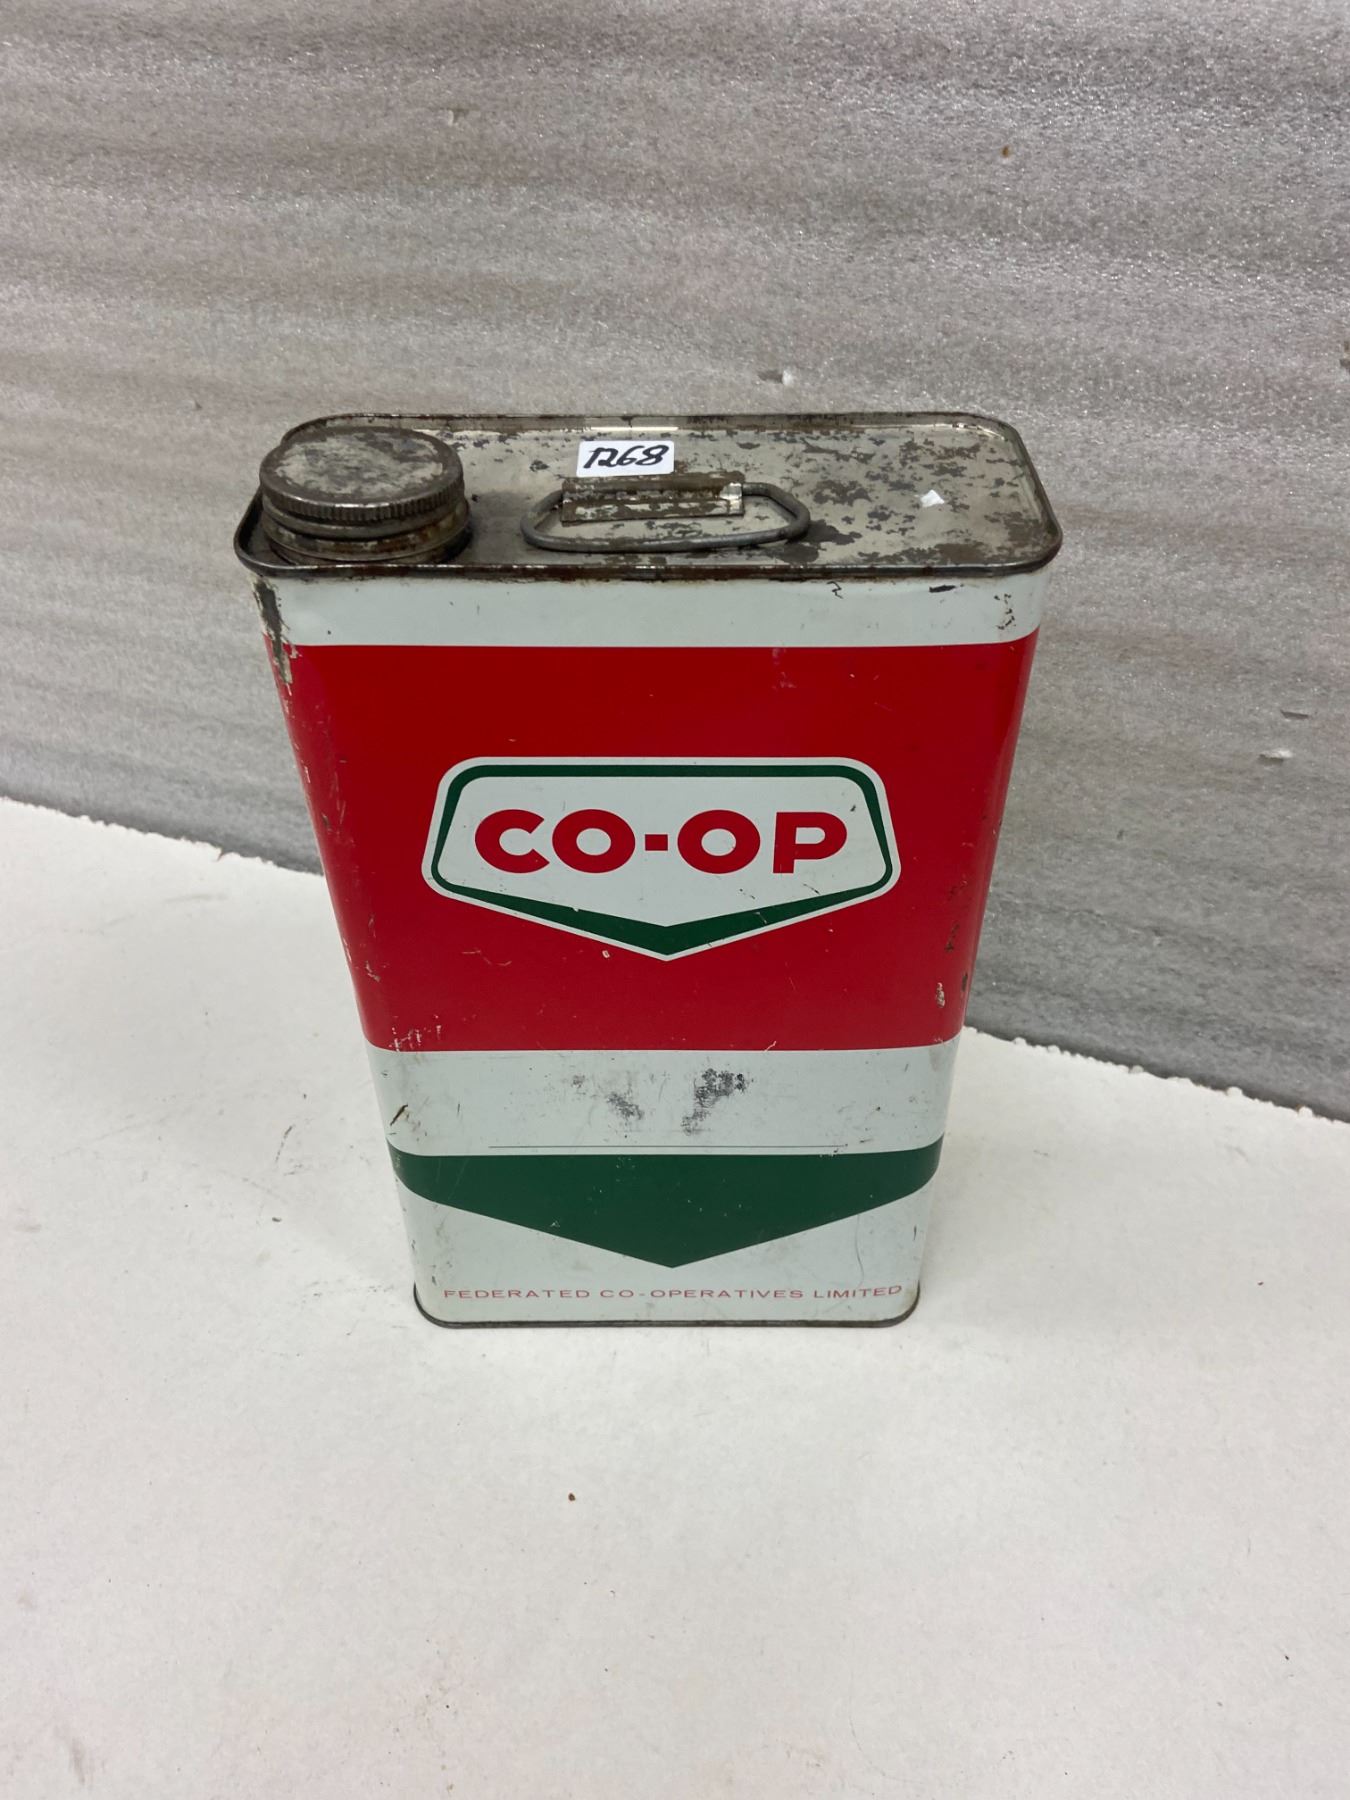 1268
CO-OP
FEDERATED CO-OPERATIVES LIMITED